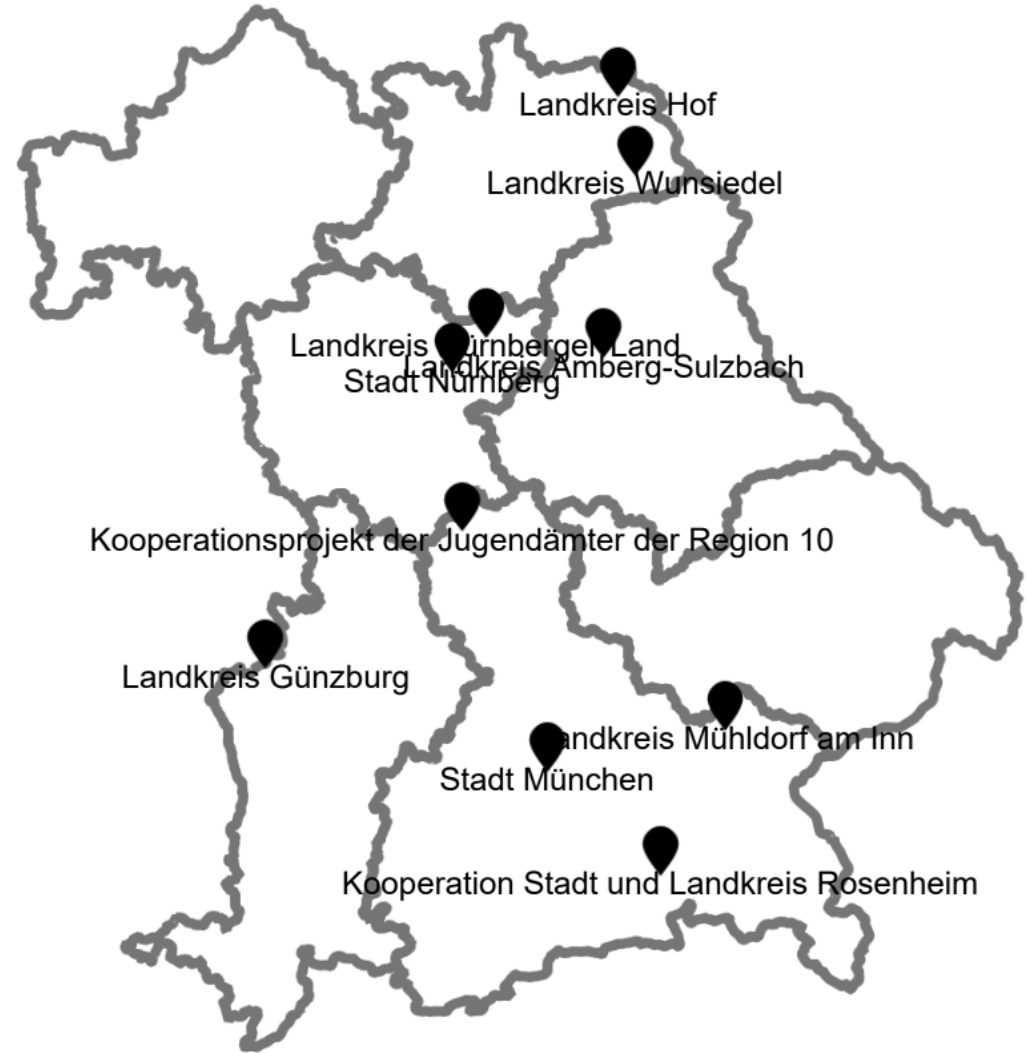 Landkreis Hof
Landkreis Wunsiedel
Landkreis Nürnberger Land
Landkreis Amberg-Sulzbach
Stadt Nürnberg
Kooperationsprojekt der Jugendämter der Region 10
Landkreis Günzburg
Landkreis Mühldorf am Inn
Stadt München
Kooperation Stadt und Landkreis Rosenheim